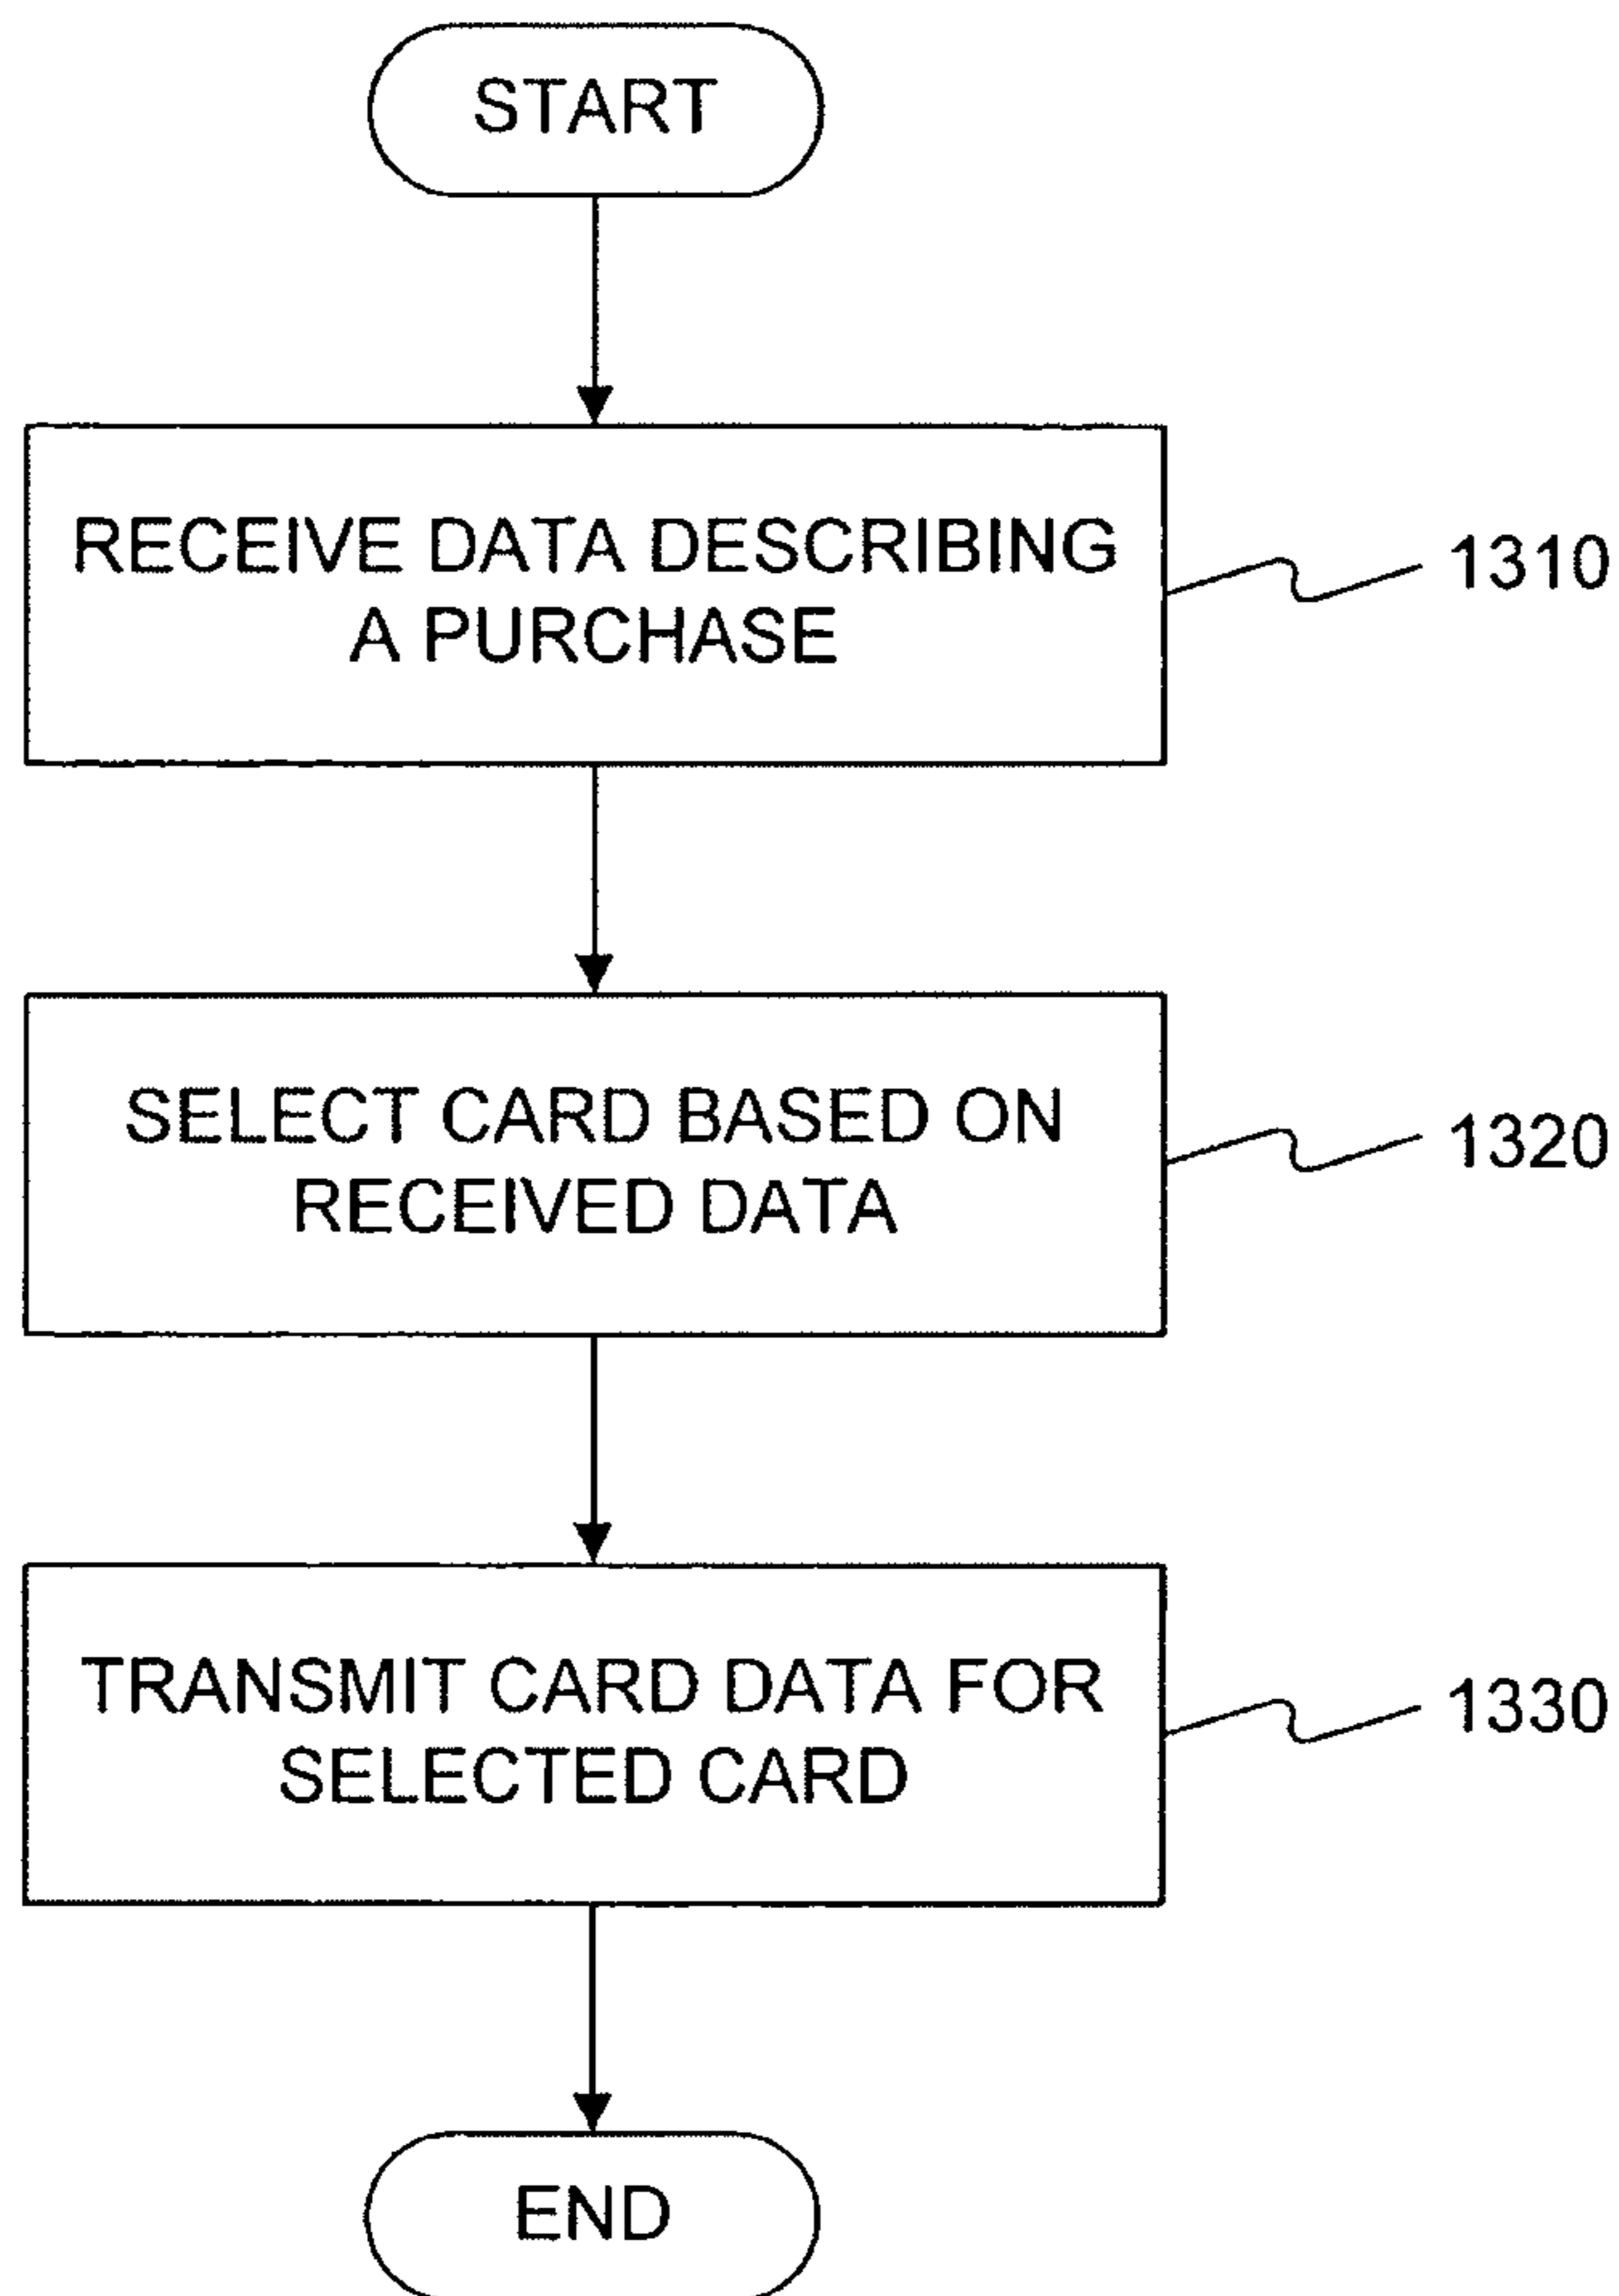 START
RECEIVE DATA DESCRIBING
A PURCHASE
1310
SELECT CARD BASED ON
RECEIVED DATA
1320
TRANSMIT CARD DATA FOR
SELECTED CARD
1330
END